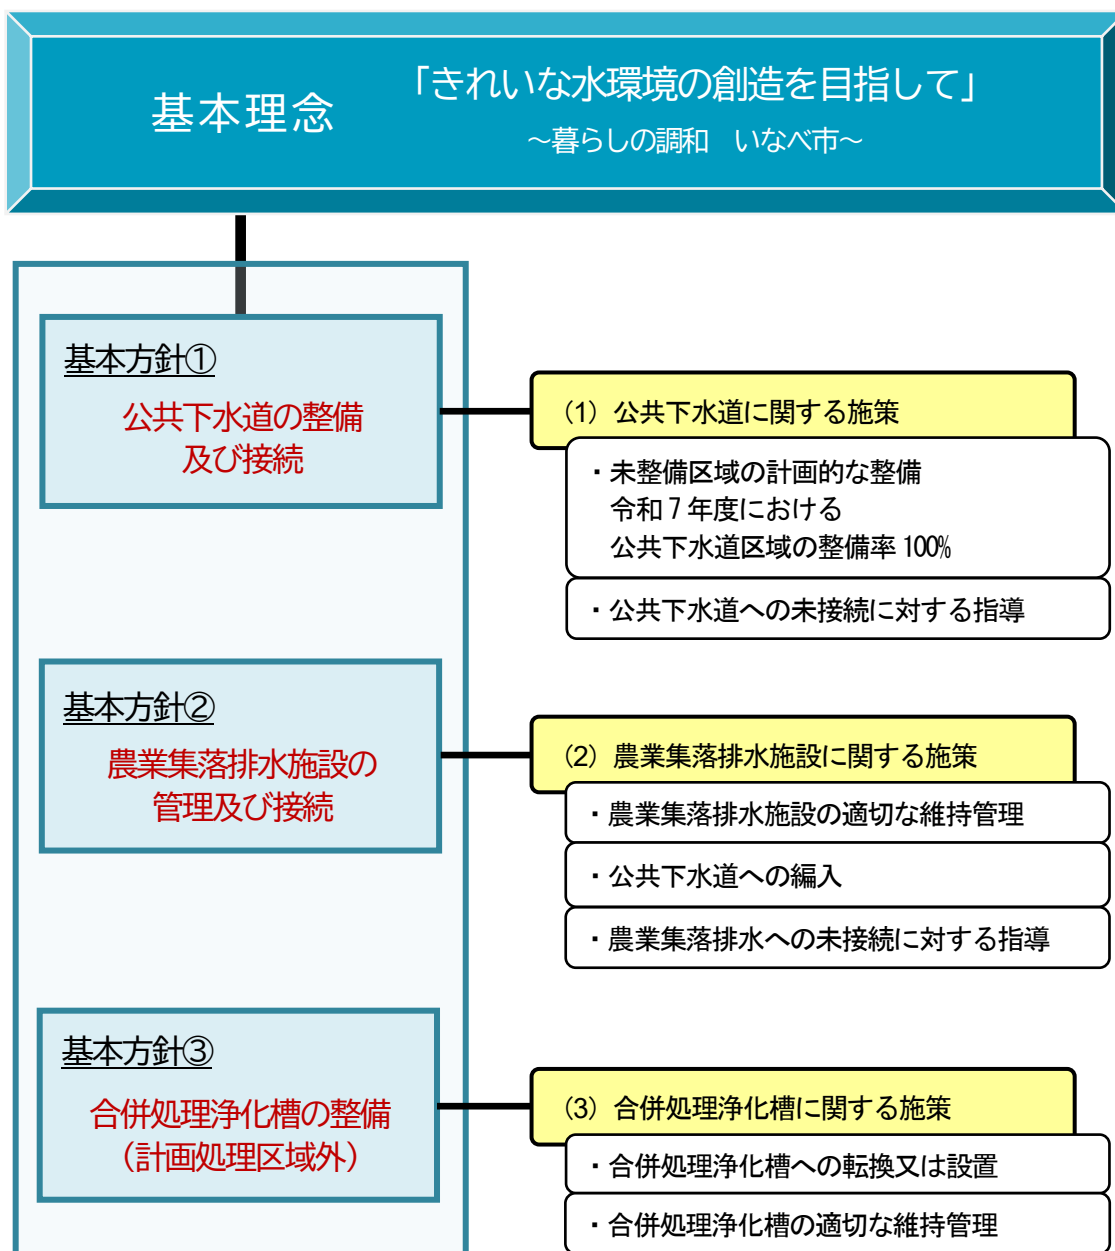 基本理念
「きれいな水環境の創造を目指して」
～暮らしの調和　いなべ市～
基本方針①
公共下水道の整備
及び接続
(1) 公共下水道に関する施策
・未整備区域の計画的な整備
令和7年度における
公共下水道区域の整備率100%
・公共下水道への未接続に対する指導
基本方針②
農業集落排水施設の
管理及び接続
(2) 農業集落排水施設に関する施策
・農業集落排水施設の適切な維持管理
・公共下水道への編入
・農業集落排水への未接続に対する指導
基本方針③
合併処理浄化槽の整備
（計画処理区域外）
(3) 合併処理浄化槽に関する施策
・合併処理浄化槽への転換又は設置
・合併処理浄化槽の適切な維持管理